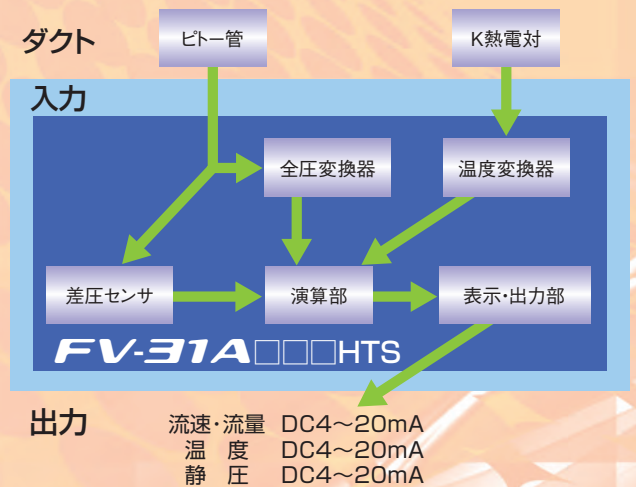 ダクト
ピトー管
K熱電対
入力
全圧変換器
温度変換器
差圧センサ
演算部
表示・出力部
FV-31A□□□HTS
出力
流速・流量 DC4～20mA
温 度 DC4～20mA
静 圧 DC4～20mA